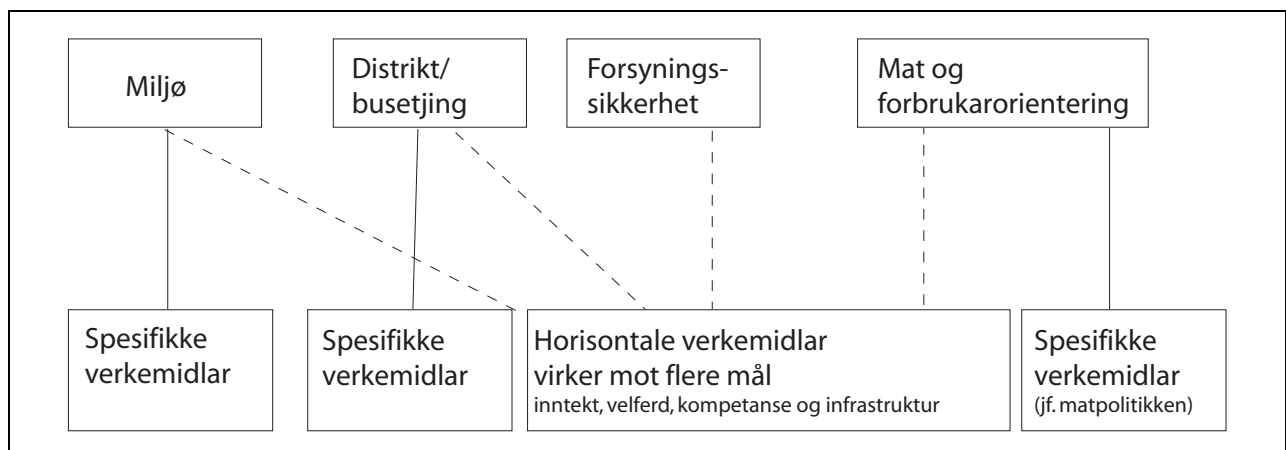 Miljø
Distrikt/
busetjing
Forsynings-
sikkerhet
Mat og
forbrukarorientering
Spesifikke
verkemidlar
Spesifikke
verkemidlar
Horisontale verkemidlar
virker mot flere mål
inntekt, velferd, kompetanse og infrastruktur
Spesifikke
verkemidlar
(jf. matpolitikken)